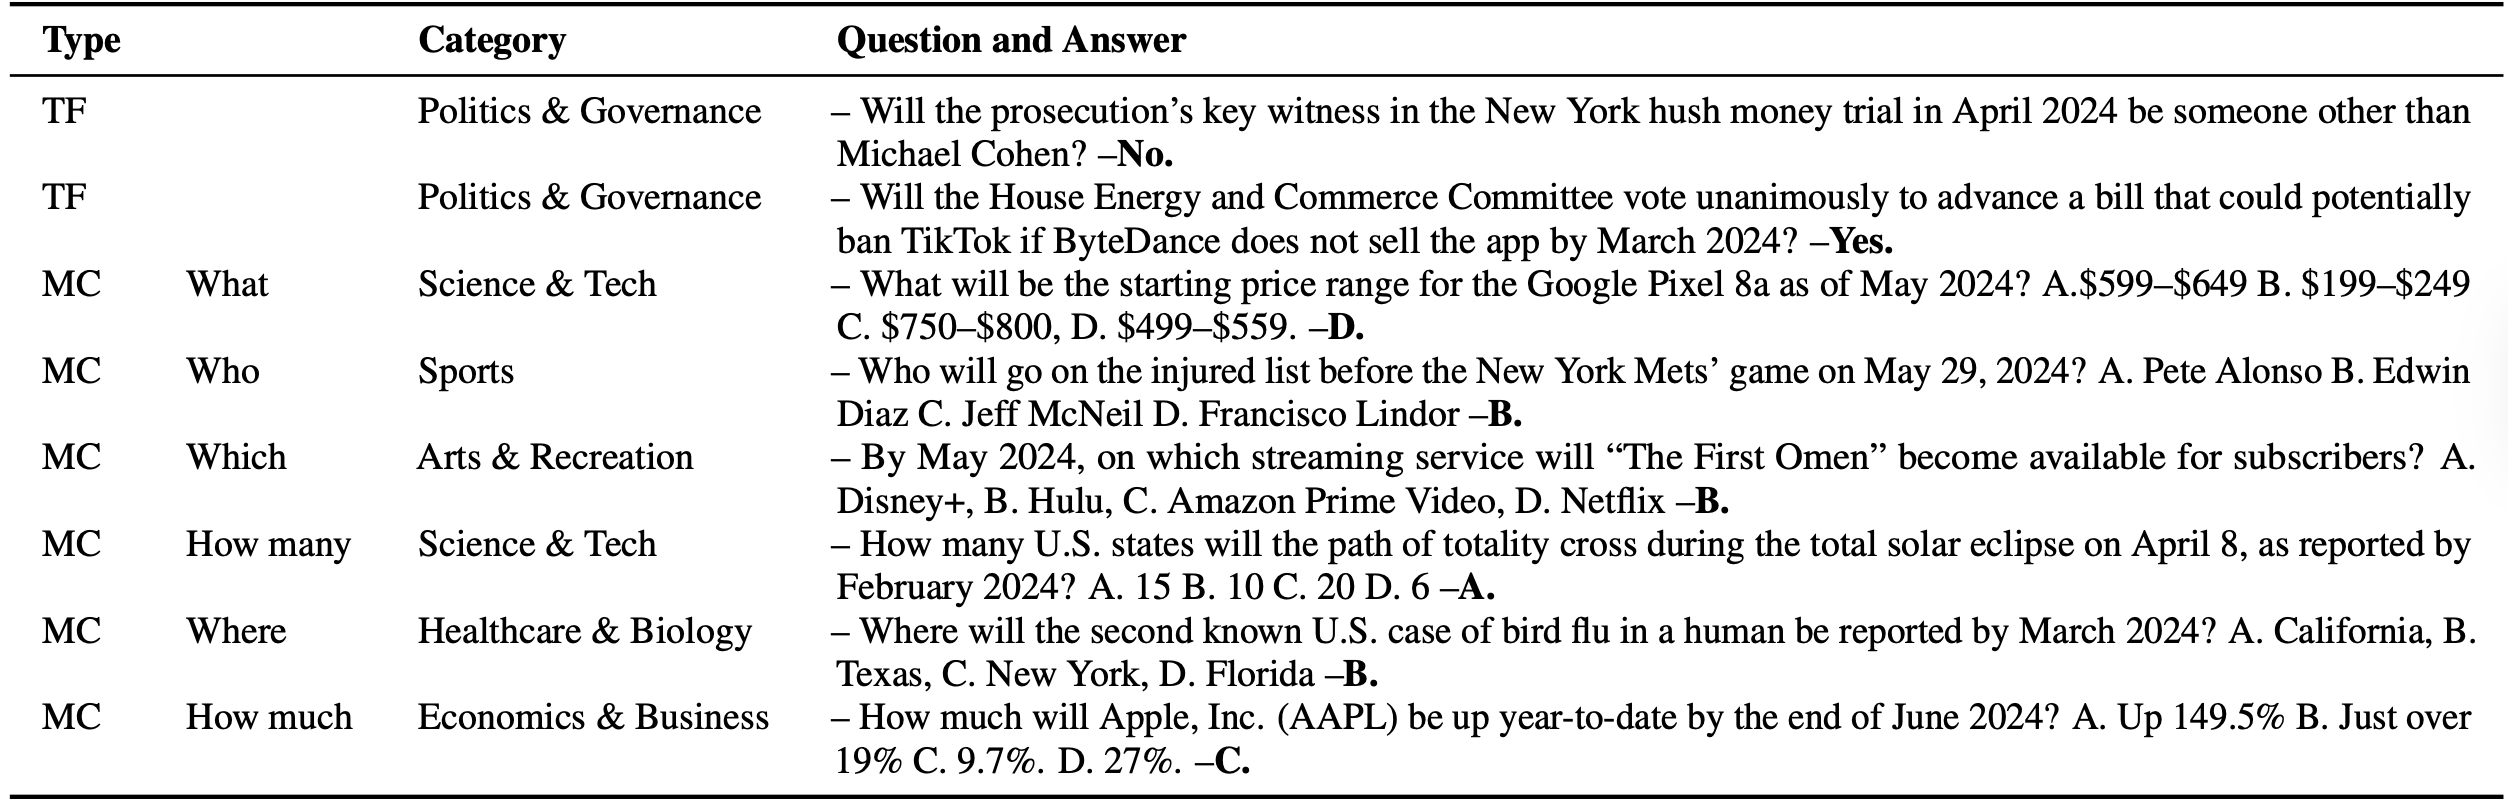 Type Category Question and Answer
TF Politics & Governance – Will the prosecution’s key witness in the New York hush money trial in April 2024 be someone other than
Michael Cohen? –No.
TF Politics & Governance – Will the House Energy and Commerce Committee vote unanimously to advance a bill that could potentially
ban TikTok if ByteDance does not sell the app by March 2024? –Yes.
MC What Science & Tech – What will be the starting price range for the Google Pixel 8a as of May 2024? A.$599–$649 B. $199–$249
C. $750–$800, D. $499–$559. –D.
MC Who Sports – Who will go on the injured list before the New York Mets’ game on May 29, 2024? A. Pete Alonso B. Edwin
Diaz C. Jeff McNeil D. Francisco Lindor –B.
MC Which Arts & Recreation – By May 2024, on which streaming service will “The First Omen” become available for subscribers? A.
Disney+, B. Hulu, C. Amazon Prime Video, D. Netflix –B.
MC How many Science & Tech – How many U.S. states will the path of totality cross during the total solar eclipse on April 8, as reported by
February 2024? A. 15 B. 10 C. 20 D. 6 –A.
MC Where Healthcare & Biology – Where will the second known U.S. case of bird flu in a human be reported by March 2024? A. California, B.
Texas, C. New York, D. Florida –B.
MC How much Economics & Business – How much will Apple, Inc. (AAPL) be up year-to-date by the end of June 2024? A. Up 149.5% B. Just over
19% C. 9.7%. D. 27%. –C.